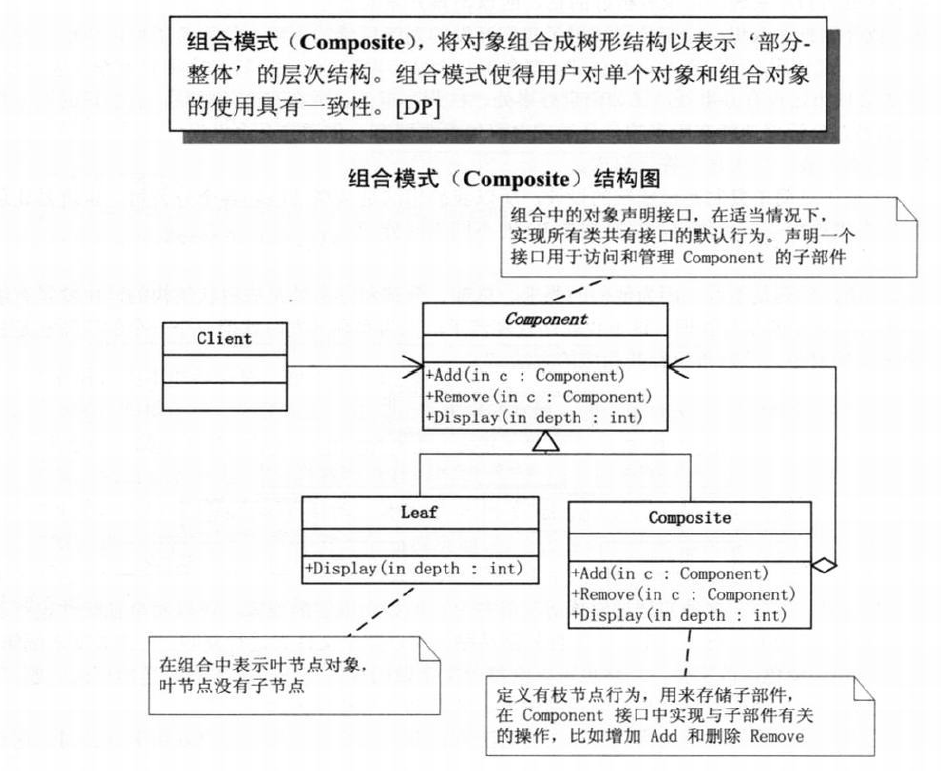 组合模式（Composite），将对象组合成树形结构以表示‘部分-
整体’的层次结构。组合模式使得用户对单个对象和组合对象
的使用具有一致性。[DP]
组合模式（Composite）结构图
组合中的对象声明接口，在适当情况下，
实现所有类共有接口的默认行为。声明一个
接口用于访问和管理 Component 的子部件
Client
Component
+Add(in c : Component)
+Remove(in c : Component)
+Display(in depth : int)
Leaf
+Display(in depth : int)
Composite
+Add(in c : Component)
+Remove(in c : Component)
+Display(in depth : int)
在组合中表示叶节点对象，
叶节点没有子节点
定义有枝节点行为，用来存储子部件，
在 Component 接口中实现与子部件有关
的操作，比如增加 Add 和删除 Remove